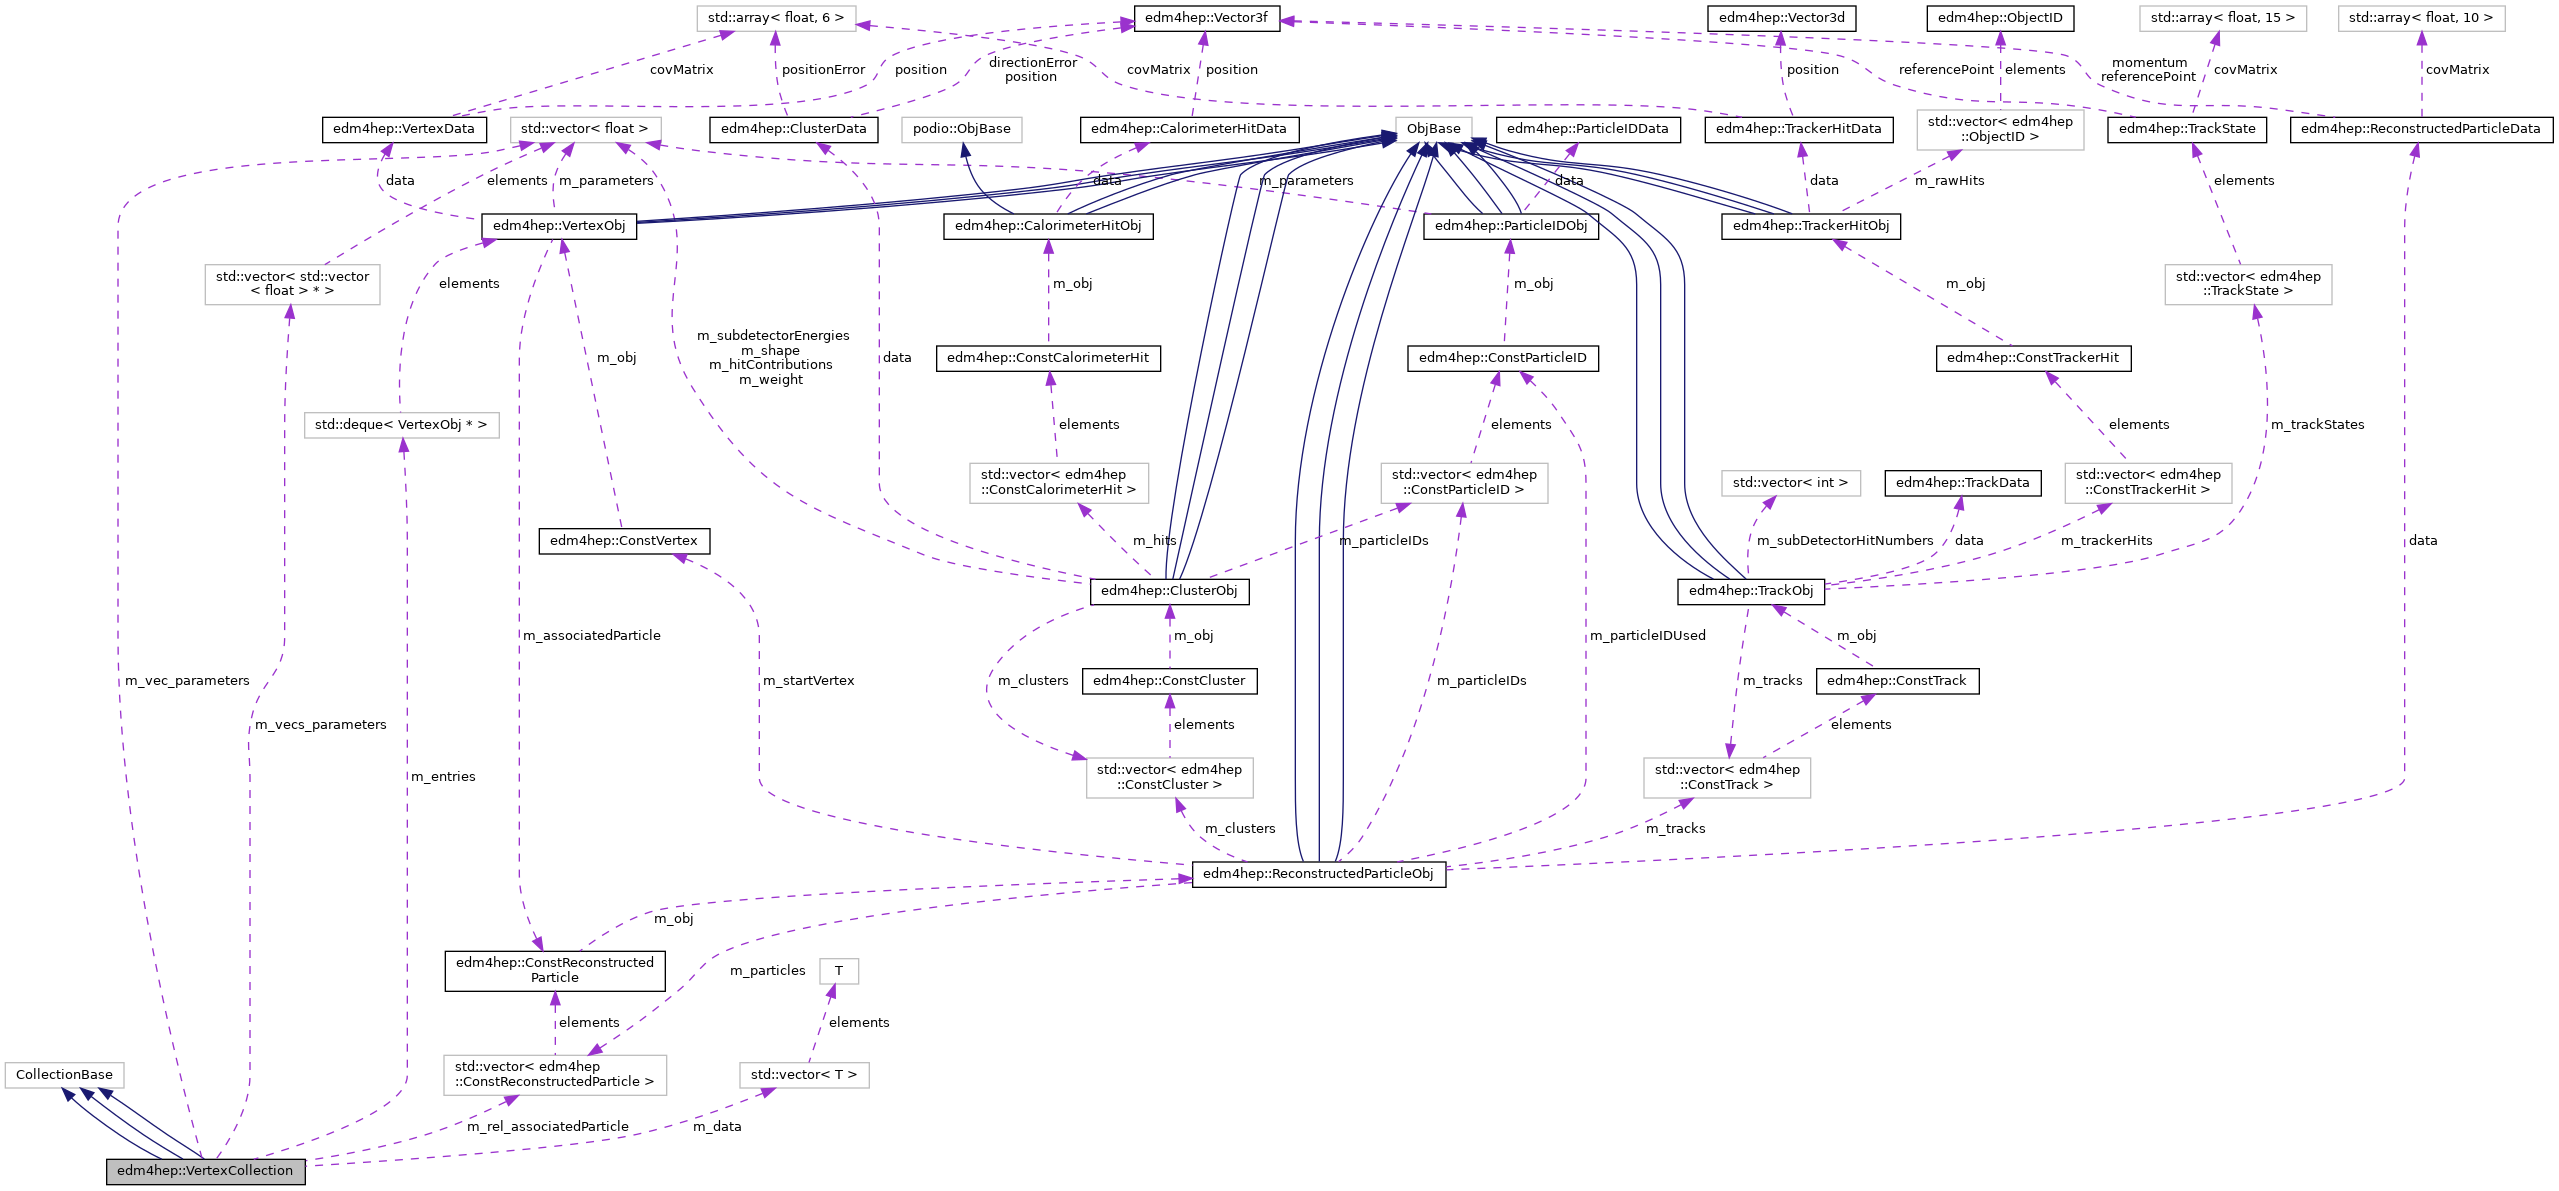 std::array< float, 6 >
edm4hep::Vector3f
edm4hep::Vector3d
edm4hep::ObjectID
std::array< float, 15 >
std::array< float, 10 >
covMatrix
positionError
position
directionError
position
covMatrix
position
position
referencePoint
elements
covMatrix
momentum
referencePoint
covMatrix
edm4hep::VertexData
std::vector< float >
edm4hep::ClusterData
podio::ObjBase
edm4hep::CalorimeterHitData
ObjBase
edm4hep::ParticleIDData
edm4hep::TrackerHitData
std::vector< edm4hep
::ObjectID >
edm4hep::TrackState
edm4hep::ReconstructedParticleData
data
elements
m_parameters
data
m_parameters
data
data
m_rawHits
elements
edm4hep::VertexObj
edm4hep::CalorimeterHitObj
edm4hep::ParticleIDObj
edm4hep::TrackerHitObj
std::vector< std::vector
< float > * >
elements
m_obj
m_obj
m_obj
std::vector< edm4hep
::TrackState >
m_subdetectorEnergies
m_shape
m_hitContributions
m_weight
m_obj
data
edm4hep::ConstCalorimeterHit
edm4hep::ConstParticleID
edm4hep::ConstTrackerHit
std::deque< VertexObj * >
elements
elements
elements
m_trackStates
std::vector< edm4hep
::ConstCalorimeterHit >
std::vector< edm4hep
::ConstParticleID >
std::vector< int >
edm4hep::TrackData
std::vector< edm4hep
::ConstTrackerHit >
edm4hep::ConstVertex
m_hits
m_particleIDs
m_subDetectorHitNumbers
data
m_trackerHits
data
edm4hep::ClusterObj
edm4hep::TrackObj
m_associatedParticle
m_obj
m_particleIDUsed
m_obj
m_vec_parameters
m_startVertex
m_clusters
edm4hep::ConstCluster
m_particleIDs
m_tracks
edm4hep::ConstTrack
m_vecs_parameters
elements
elements
m_entries
std::vector< edm4hep
::ConstCluster >
std::vector< edm4hep
::ConstTrack >
m_clusters
m_tracks
edm4hep::ReconstructedParticleObj
m_obj
edm4hep::ConstReconstructed
Particle
m_particles
T
elements
elements
CollectionBase
std::vector< edm4hep
::ConstReconstructedParticle >
std::vector< T >
m_rel_associatedParticle
m_data
edm4hep::VertexCollection